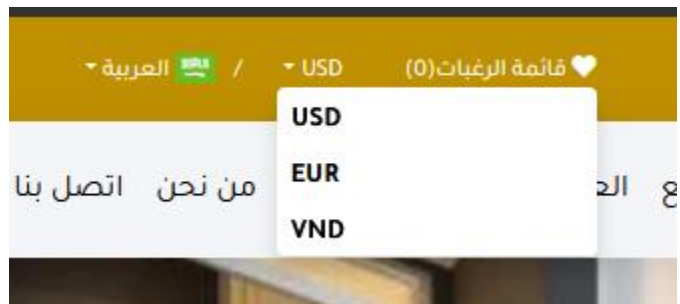 قائمة الرغبات(0) USD / العربية
USD
EUR
VND
من نحن اتصل بنا